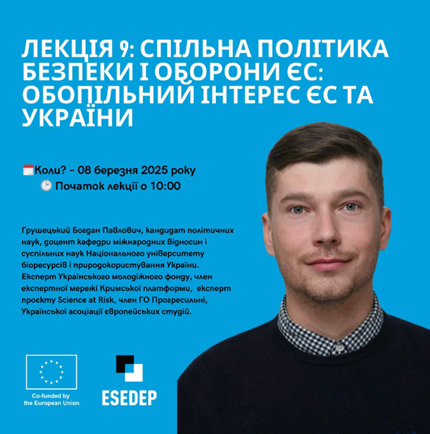 ЛЕКЦІЯ 9: СПІЛЬНА ПОЛІТИКА
БЕЗПЕКИ І ОБОРОНИ ЄС:
ОБОПІЛЬНИЙ ІНТЕРЕС ЄС ТА
УКРАЇНИ
Коли? – 08 березня 2025 року
Початок лекції о 10:00
Грушецький Богдан Павлович, кандидат політичних
наук, доцент кафедри міжнародних відносин і
суспільних наук Національного університету
біоресурсів і природокористування України.
Експерт Українського молодіжного фонду, член
експертної мережі Кримської платформи, експерт
проєкту Science at Risk, член ГО Прогресильні,
Української асоціації європейських студій.
Co-funded by
the European Union
ESEDEP